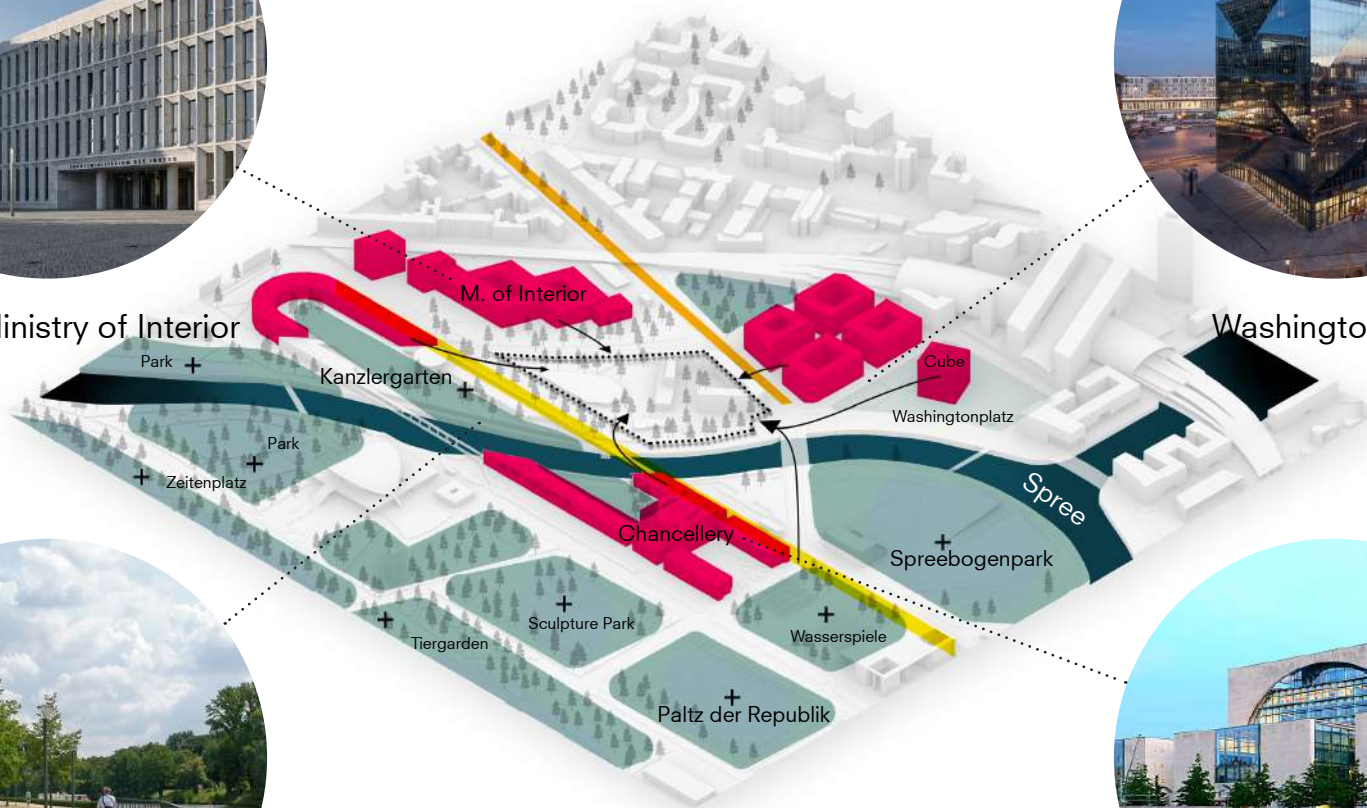 M. of Interior
Ministry of Interior
Washingto
Park
Kanzlergarten
Cube
Washingtonplatz
Park
Zeitenplatz
Spree
Chancellery
Spreebogenpark
Sculpture Park
Wasserspiele
Tiergarden
Paltz der Republik